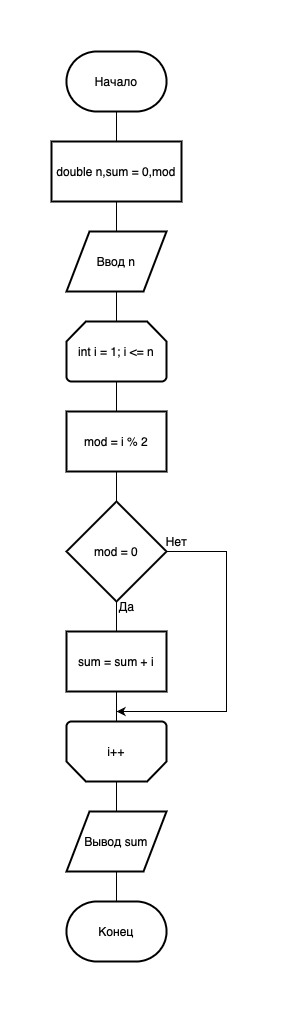 Начало
double n,sum = 0,mod
Ввод n
int i = 1; i <= n
mod = i % 2
mod = 0
Нет
Да
sum = sum + i
i++
Вывод sum
Конец